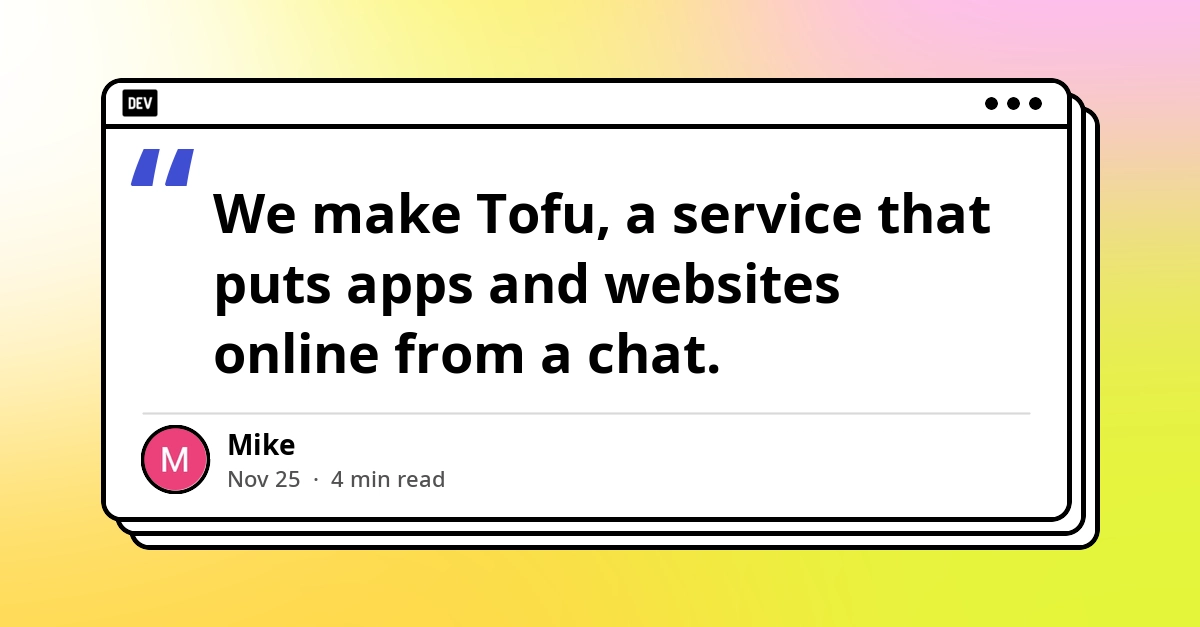 DEV
We make Tofu, a service that
puts apps and websites
online from a chat.
M
Mike
Nov 25 · 4 min read